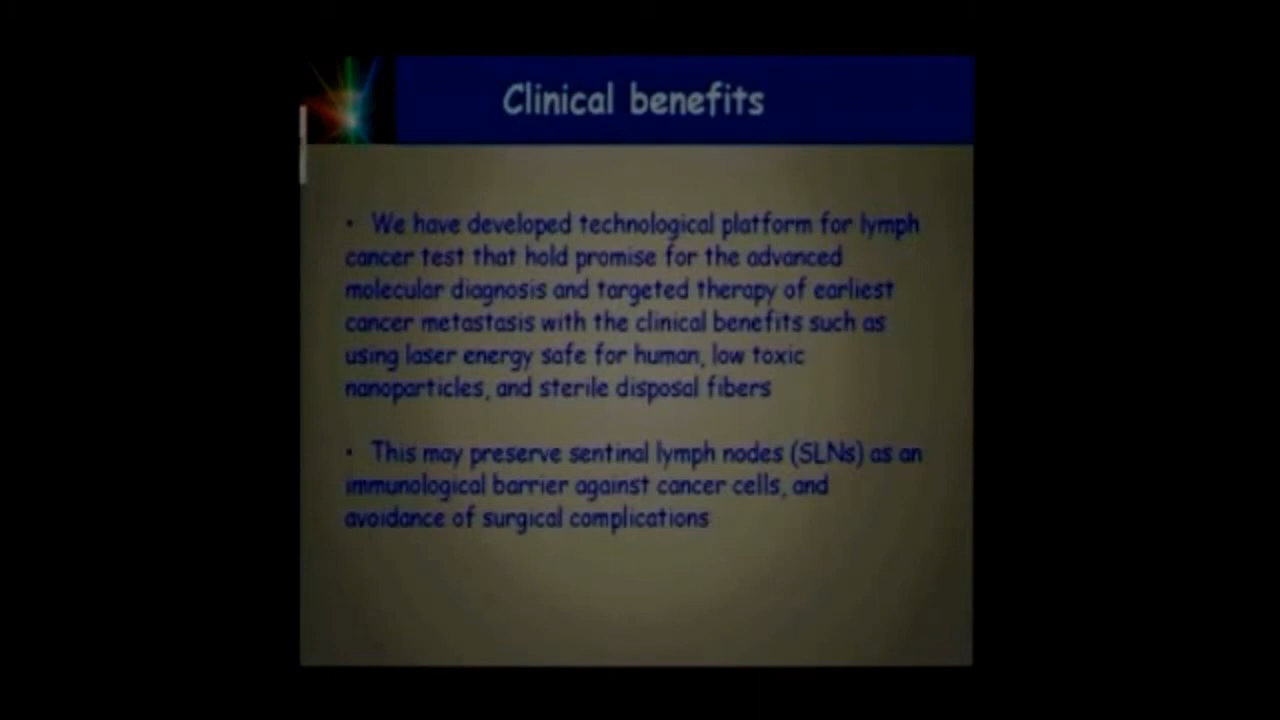 Clinical benefits
• We have developed technological platform for lymph
cancer test that hold promise for the advanced
molecular diagnosis and targeted therapy of earliest
cancer metastasis with the clinical benefits such as
using laser energy safe for human, low toxic
nanoparticles, and sterile disposal fibers
• This may preserve sentinal lymph nodes (SLNs) as an
immunological barrier against cancer cells, and
avoidance of surgical complications